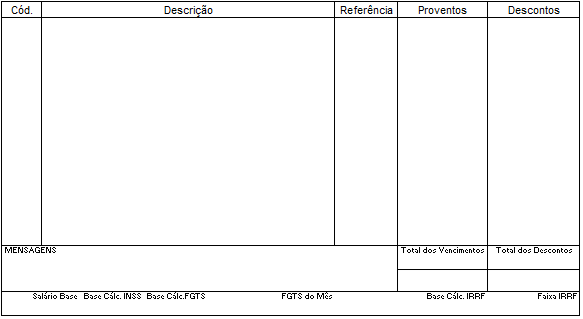 Cód. Descrição Referência Proventos Descontos
MENSAGENS Total dos Vencimentos Total dos Descontos
Salário Base Base Cálc. INSS Base Cálc.FGTS FGTS do Mês Base Cálc. IRRF Faixa IRRF